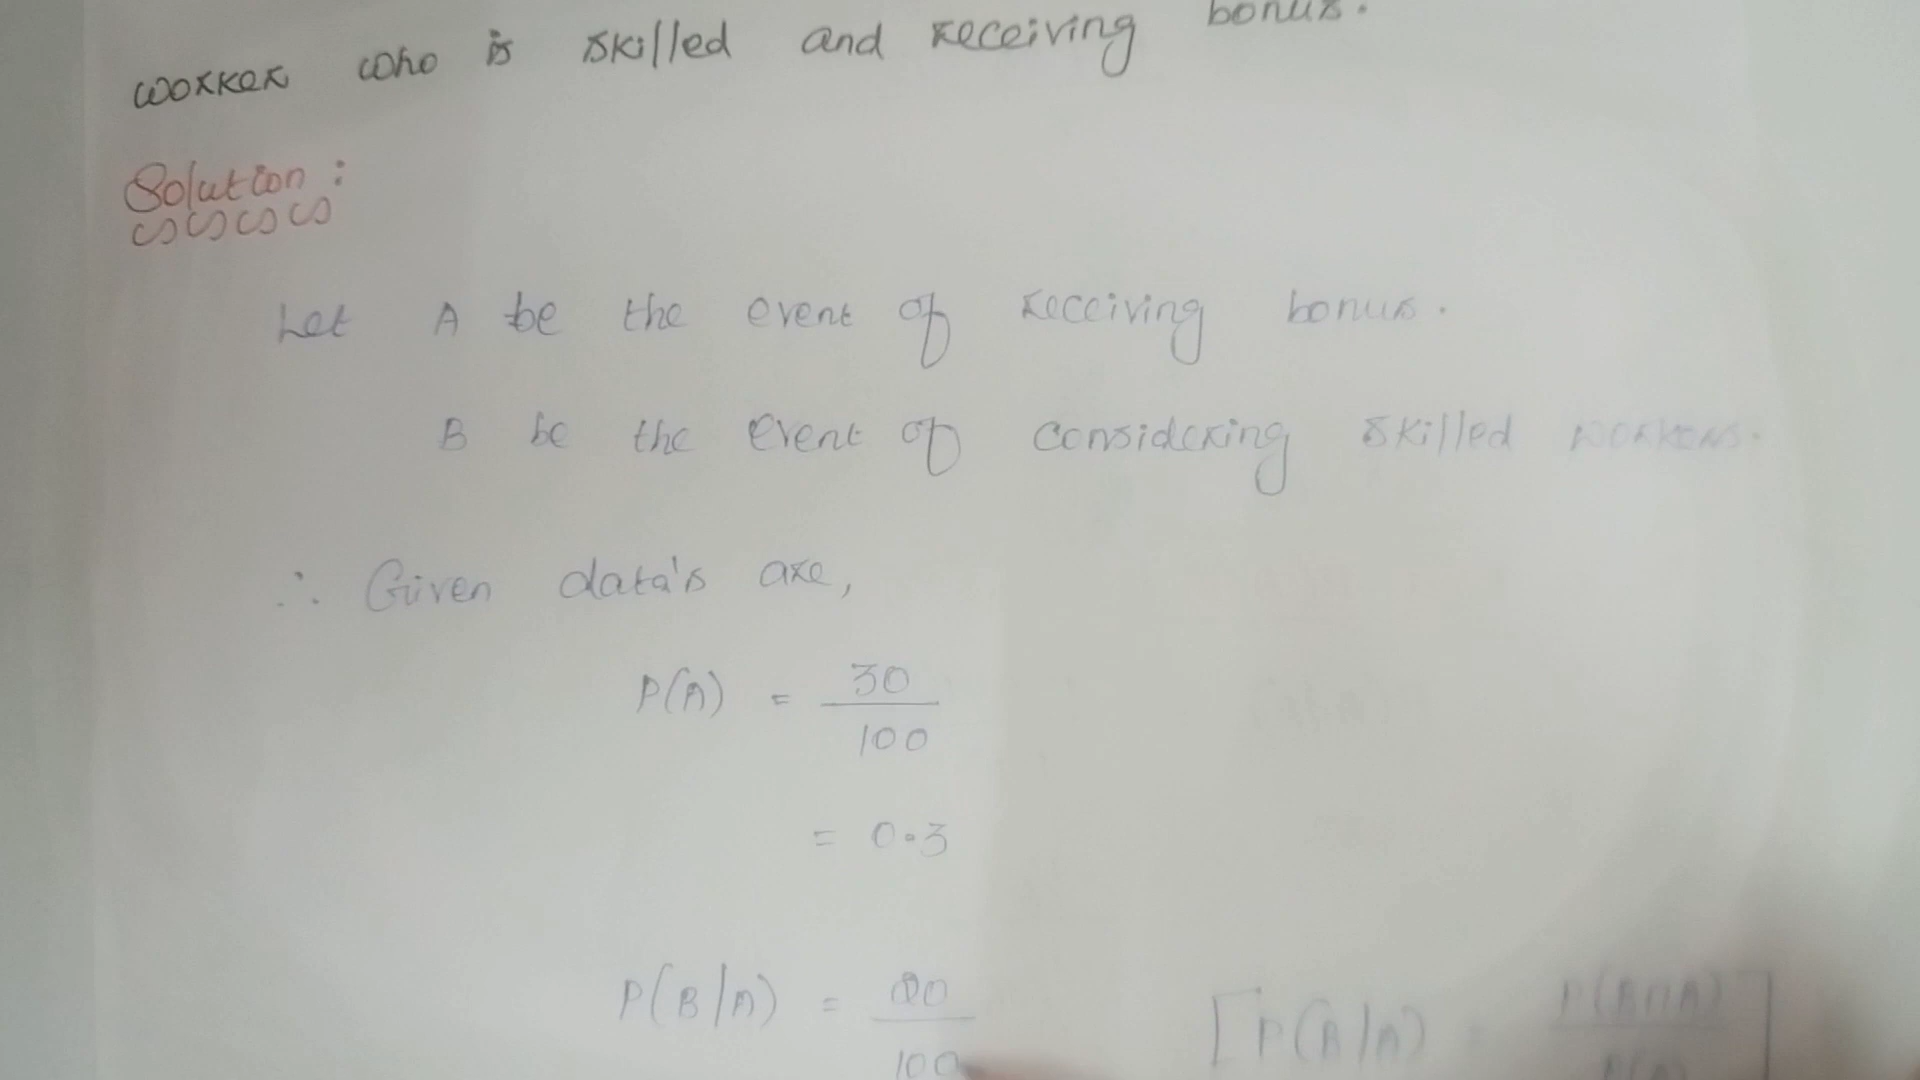 worker who is skilled and receiving bonus.
Solution :
Let A be the event of receiving bonus.
B be the event of considering skilled workers.
∴ Given data's are,
P(A) = 30/100
= 0.3
P(B/A) = 80/100 [P(B/A) = P(B∩A)/P(A)]